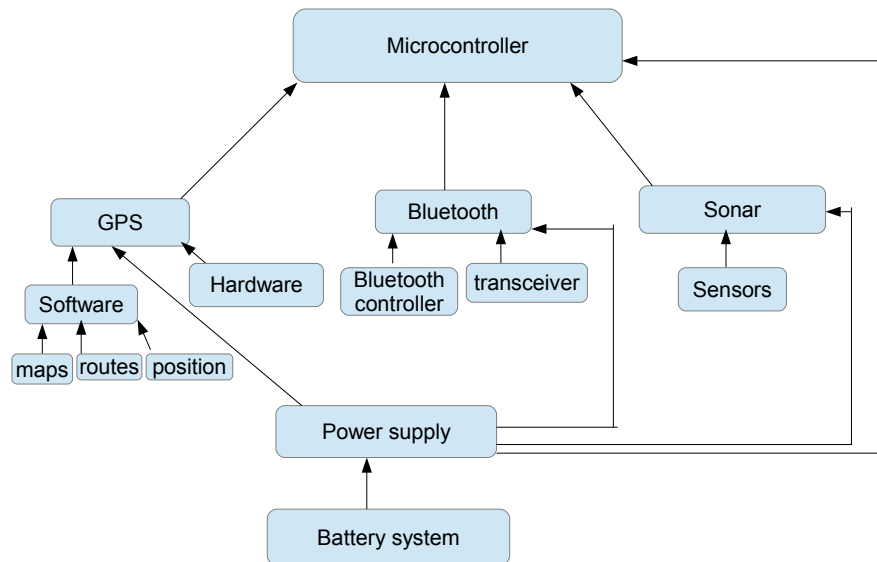 Microcontroller
GPS
Bluetooth
Sonar
Hardware
Bluetooth
controller
transceiver
Sensors
Software
maps
routes
position
Power supply
Battery system